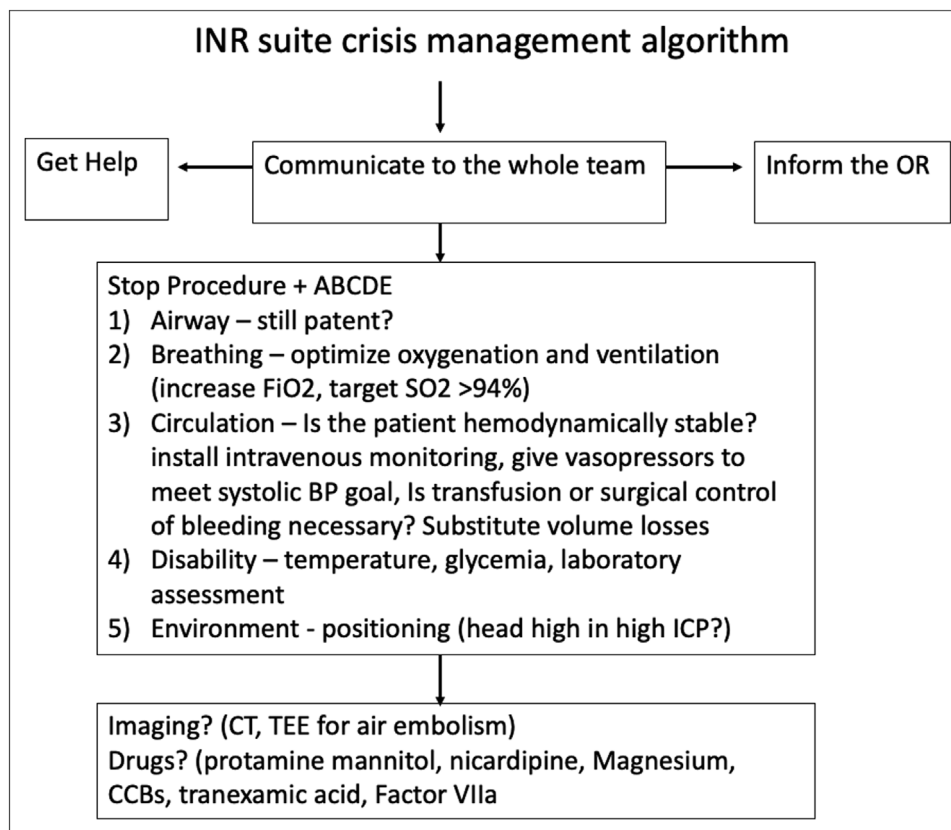 INR suite crisis management algorithm
Get Help
Communicate to the whole team
Inform the OR
Stop Procedure + ABCDE
1) Airway – still patent?
2) Breathing – optimize oxygenation and ventilation
(increase FiO2, target SO2 >94%)
3) Circulation – Is the patient hemodynamically stable?
install intravenous monitoring, give vasopressors to
meet systolic BP goal, Is transfusion or surgical control
of bleeding necessary? Substitute volume losses
4) Disability – temperature, glycemia, laboratory
assessment
5) Environment - positioning (head high in high ICP?)
Imaging? (CT, TEE for air embolism)
Drugs? (protamine mannitol, nicardipine, Magnesium,
CCBs, tranexamic acid, Factor VIIa